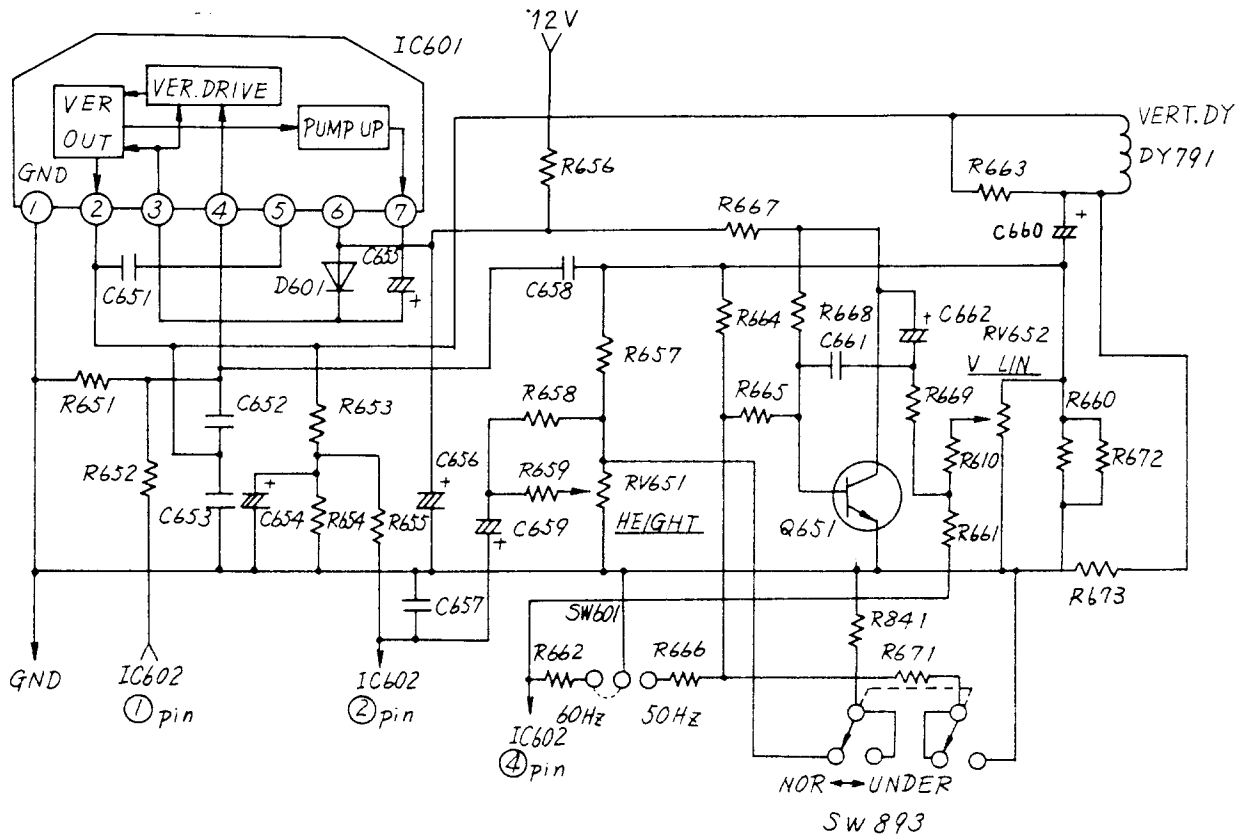 12V
IC601
VER. DRIVE
VER
OUT
PUMP UP
GND
1
2
3
4
5
6
7
VERT. DY
DY791
R656
R663
R667
C660
+
C651
D601
C655
+
C658
R664
R668
+
C662
RV652
C661
V LIN
R657
R651
C652
R653
R658
R665
R669
R660
R652
C656
+
R659
RV651
R610
R672
C653
+
C654
R654
R655
C659
+
HEIGHT
Q651
R661
C657
SW601
R673
R841
R662
R666
R671
GND
IC602
1 pin
IC602
2 pin
60Hz
50Hz
IC602
4 pin
NOR ↔ UNDER
SW893